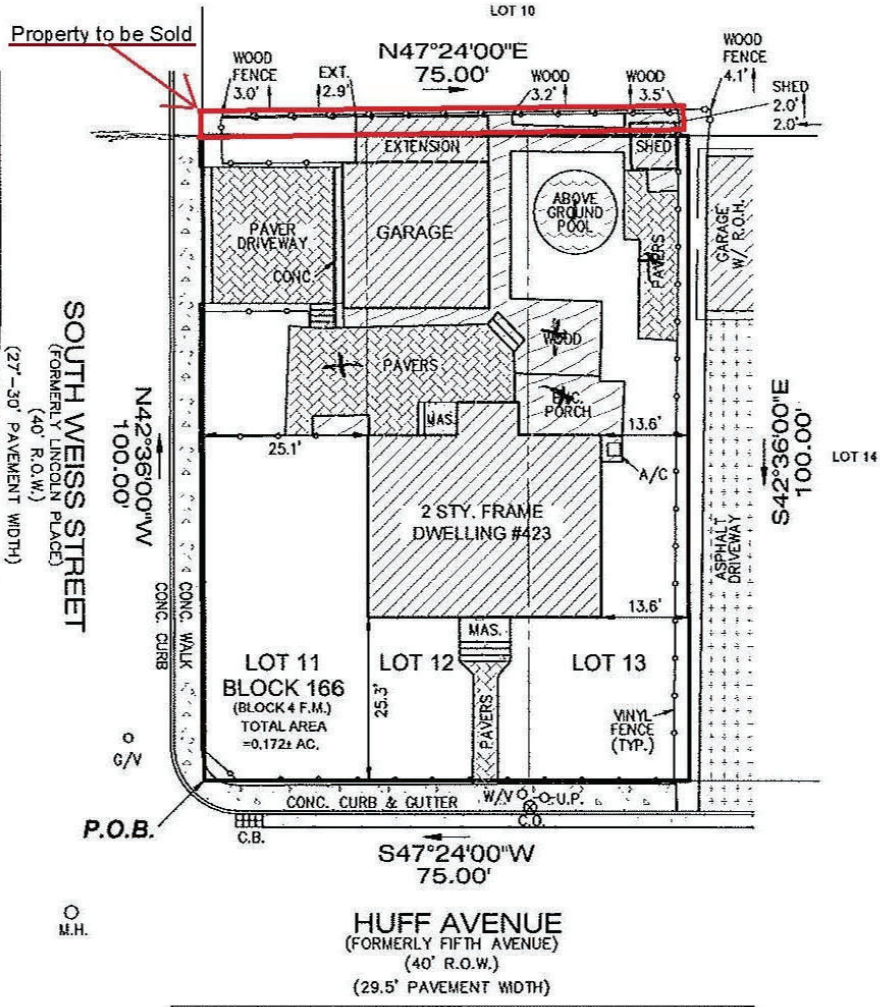 LOT 10
Property to be Sold
N47°24'00"E
75.00'
WOOD
FENCE
3.0'
EXT.
2.9'
WOOD
3.2'
WOOD
3.5'
WOOD
FENCE
4.1'
SHED
2.0'
2.0'
EXTENSION
SHED
PAVER
DRIVEWAY
CONC.
GARAGE
ABOVE
GROUND
POOL
PAVERS
GARAGE
W/ R.O.H.
SOUTH WEISS STREET
(FORMERLY LINCOLN PLACE)
(40' R.O.W.)
(27'-30' PAVEMENT WIDTH)
N42°36'00"W
100.00'
PAVERS
WOOD
PORCH
MAS.
25.1'
13.6'
A/C
S42°36'00"E
100.00'
LOT 14
2 STY. FRAME
DWELLING #423
ASPHALT
DRIVEWAY
13.6'
CONC. CURB
CONC. WALK
LOT 11
BLOCK 166
(BLOCK 4 F.M.)
TOTAL AREA
=0.172± AC.
LOT 12
25.3'
MAS.
PAVERS
LOT 13
VINYL
FENCE
(TYP.)
G/V
P.O.B.
CONC. CURB & GUTTER
W/V
U.P.
C.O.
C.B.
S47°24'00"W
75.00'
M.H.
HUFF AVENUE
(FORMERLY FIFTH AVENUE)
(40' R.O.W.)
(29.5' PAVEMENT WIDTH)